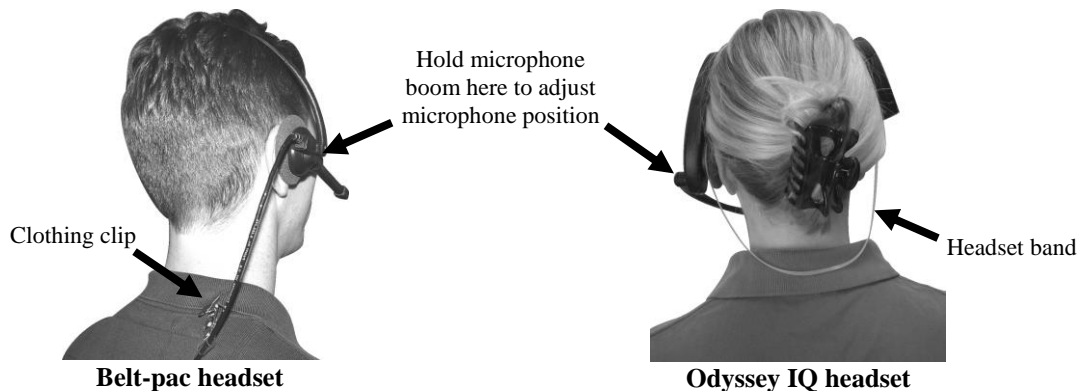 Hold microphone
boom here to adjust
microphone position
Clothing clip
Headset band
Belt-pac headset
Odyssey IQ headset